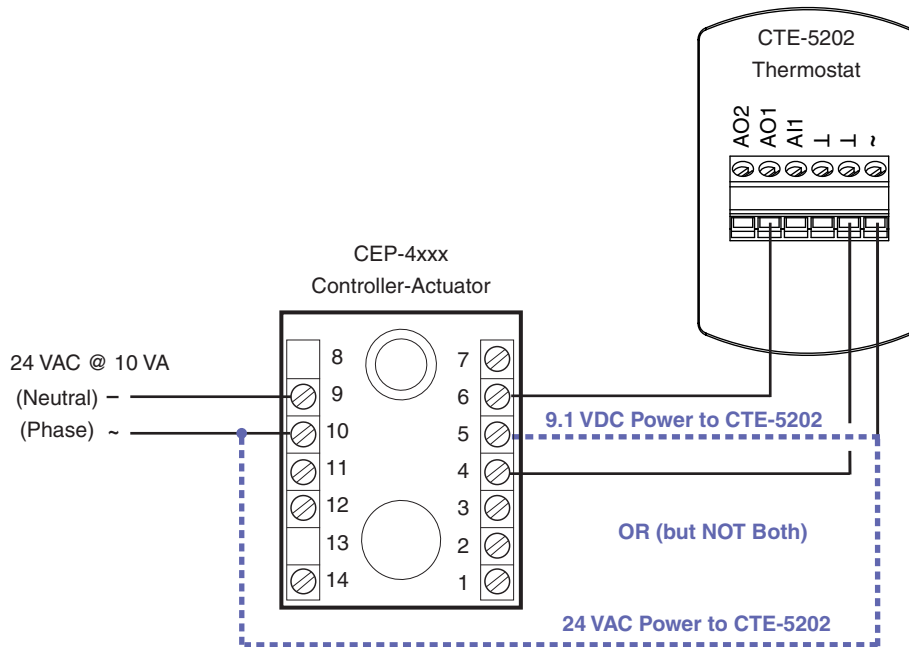 CTE-5202
Thermostat
AO2
AO1
AI1
⊥
⊥
~
CEP-4xxx
Controller-Actuator
24 VAC @ 10 VA
(Neutral) –
(Phase) ~
8
9
10
11
12
13
14
7
6
5
4
3
2
1
9.1 VDC Power to CTE-5202
OR (but NOT Both)
24 VAC Power to CTE-5202